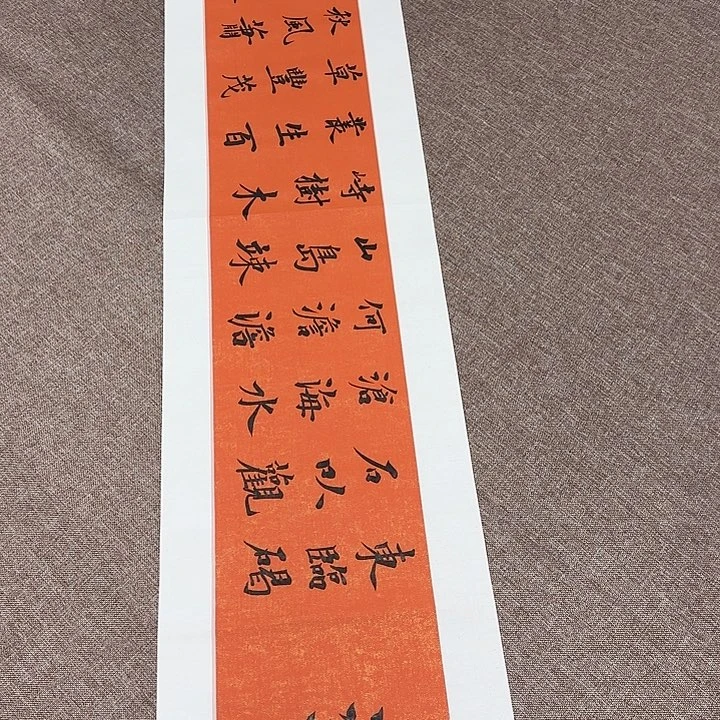 東臨碣
石以觀
滄海水
何澹澹
山島竦
峙樹木
叢生百
草豐茂
秋風蕭